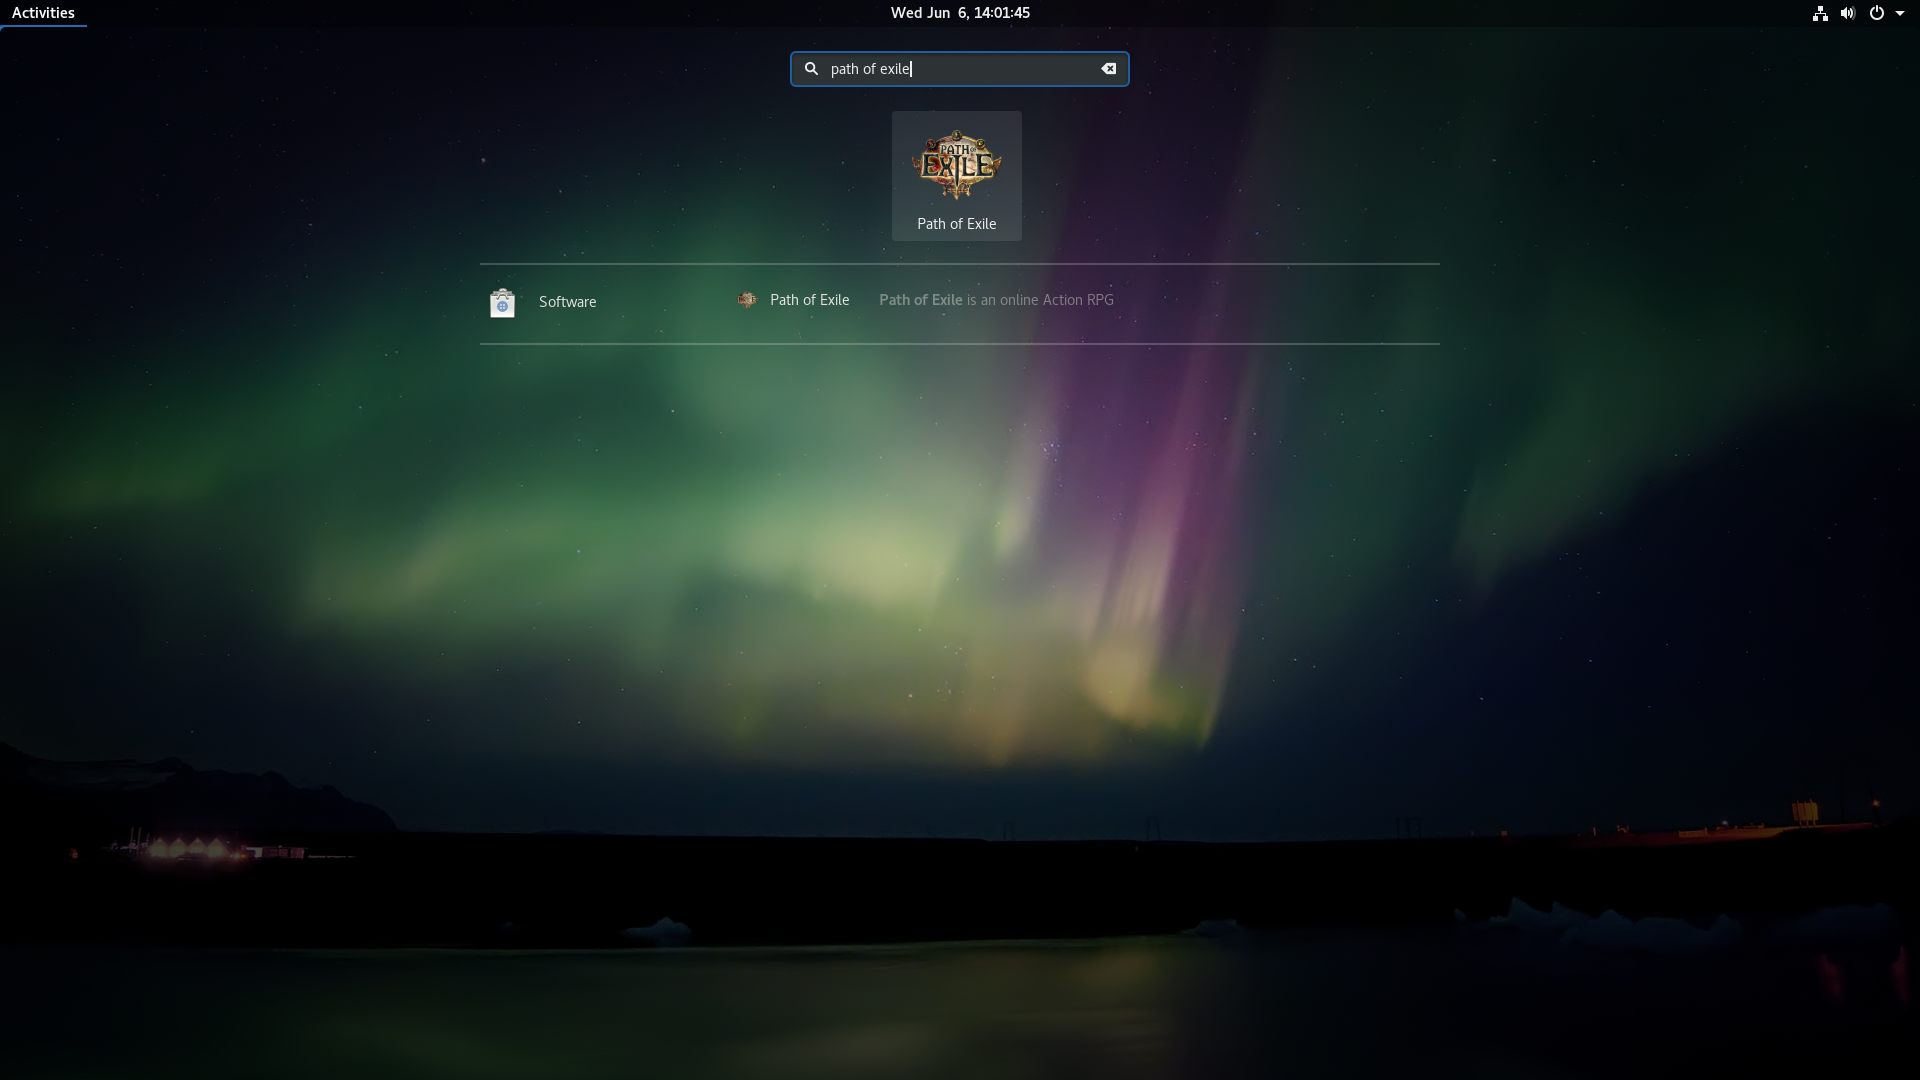 Activities
Wed Jun 6, 14:01:45
path of exile
PATH of
EXILE
Path of Exile
Software
Path of Exile
Path of Exile is an online Action RPG